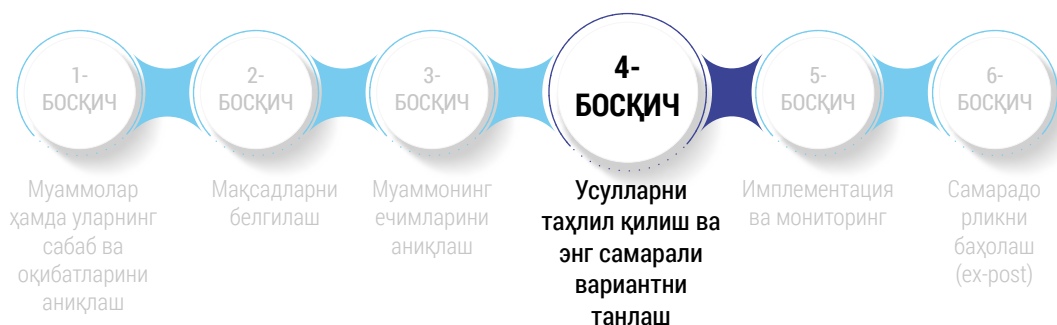 1-
БОСҚИЧ
2-
БОСҚИЧ
3-
БОСҚИЧ
4-
БОСҚИЧ
5-
БОСҚИЧ
6-
БОСҚИЧ
Муаммолар
ҳамда уларнинг
сабаб ва
оқибатларини
аниқлаш
Мақсадларни
белгилаш
Муаммонинг
ечимларини
аниқлаш
Усулларни
таҳлил қилиш ва
энг самарали
вариантни
танлаш
Имплементация
ва мониторинг
Самарадо
рликни
баҳолаш
(ex-post)